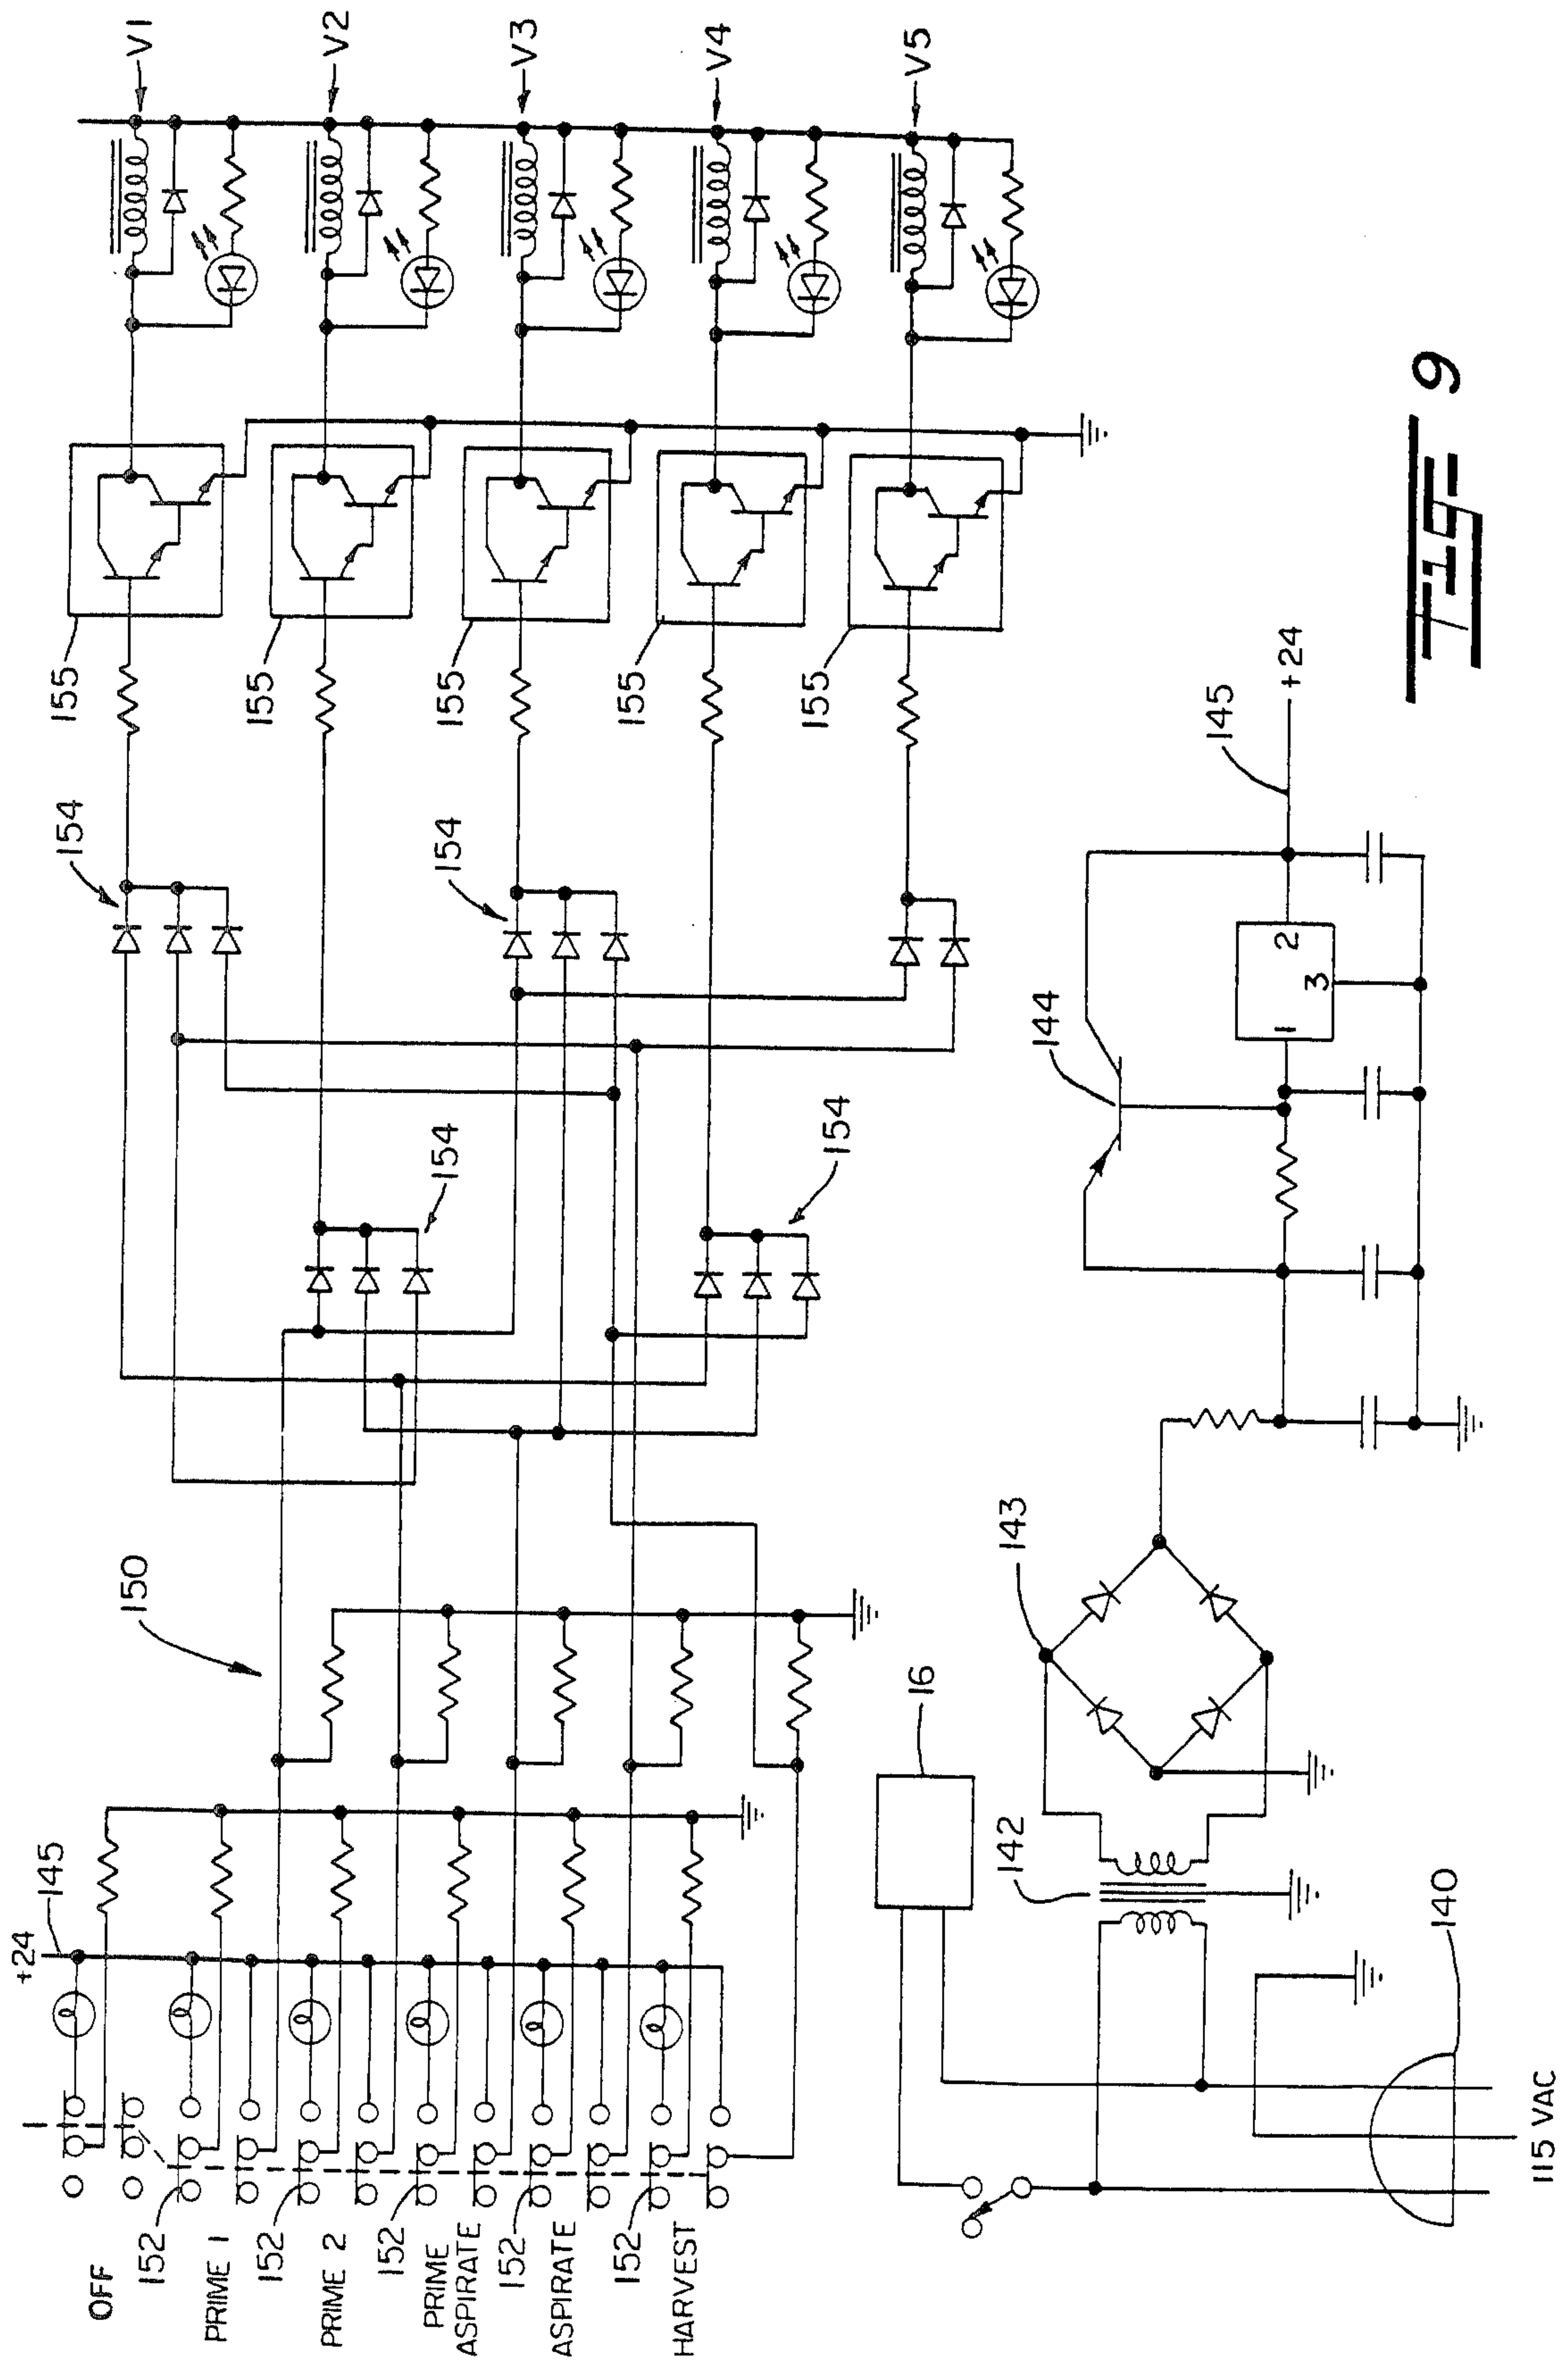 V1
V2
V3
V4
V5
155
155
155
155
155
154
154
154
154
150
+24
145
OFF
152
PRIME 1
152
PRIME 2
152
PRIME
ASPIRATE
152
ASPIRATE
152
HARVEST
16
142
143
144
1
2
3
145
+24
140
115 VAC
FIG- 9